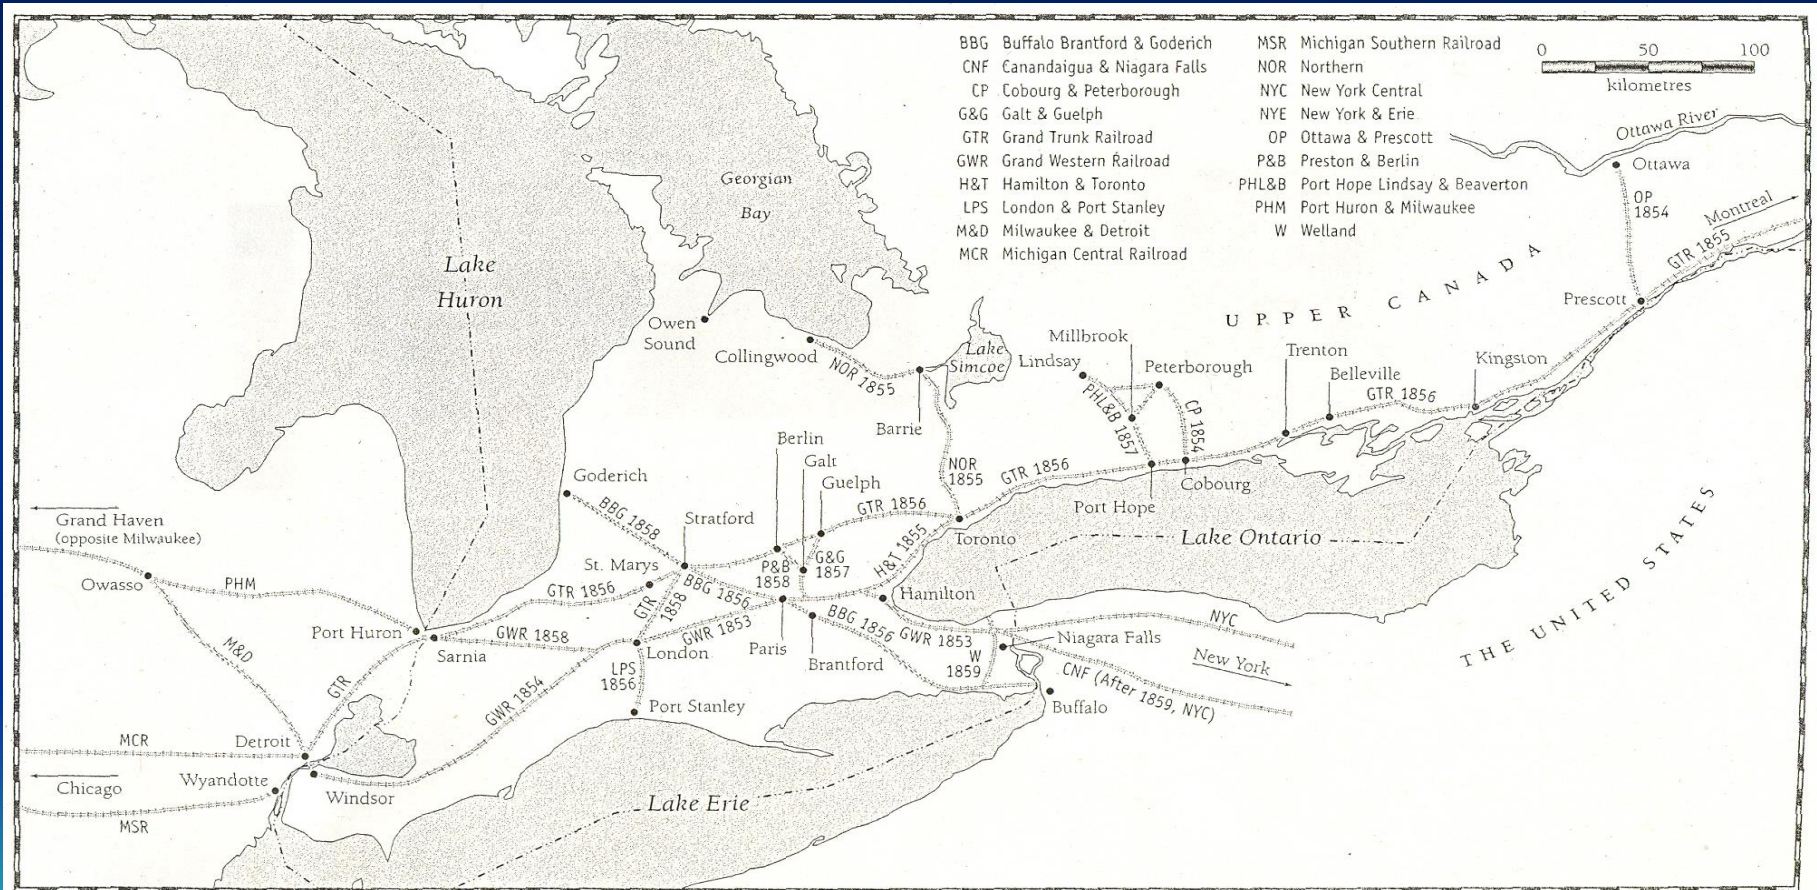 BBG Buffalo Brantford & Goderich
CNF Canandaigua & Niagara Falls
CP Cobourg & Peterborough
G&G Galt & Guelph
GTR Grand Trunk Railroad
GWR Grand Western Railroad
H&T Hamilton & Toronto
LPS London & Port Stanley
M&D Milwaukee & Detroit
MCR Michigan Central Railroad
MSR Michigan Southern Railroad
NOR Northern
NYC New York Central
NYE New York & Erie
OP Ottawa & Prescott
P&B Preston & Berlin
PHL&B Port Hope Lindsay & Beaverton
PHM Port Huron & Milwaukee
W Welland
0 50 100
kilometres
Ottawa River
Ottawa
OP
1854
Montreal
GTR 1855
Prescott
UPPER CANADA
Georgian
Bay
Lake
Huron
Owen
Sound
Collingwood
NOR 1855
Lake
Simcoe
Barrie
NOR
1855
Millbrook
Lindsay
Peterborough
PHL&B 1857
CP 1854
Trenton
Belleville
Kingston
GTR 1856
GTR 1856
Cobourg
Port Hope
Lake Ontario
THE UNITED STATES
Berlin
Galt
Guelph
GTR 1856
Toronto
H&T 1855
Goderich
BBG 1858
Stratford
St. Marys
P&B
1858
G&G
1857
BBG 1856
GTR 1856
GTR
1858
GWR 1853
Hamilton
Grand Haven
(opposite Milwaukee)
Owasso
PHM
M&D
Port Huron
Sarnia
GWR 1858
London
Paris
Brantford
BBG 1856
GWR 1853
W
1859
NYC
Niagara Falls
New York
CNF (After 1859, NYC)
Buffalo
LPS
1856
Port Stanley
GTR
GWR 1854
MCR
Detroit
Chicago
Wyandotte
Windsor
MSR
Lake Erie